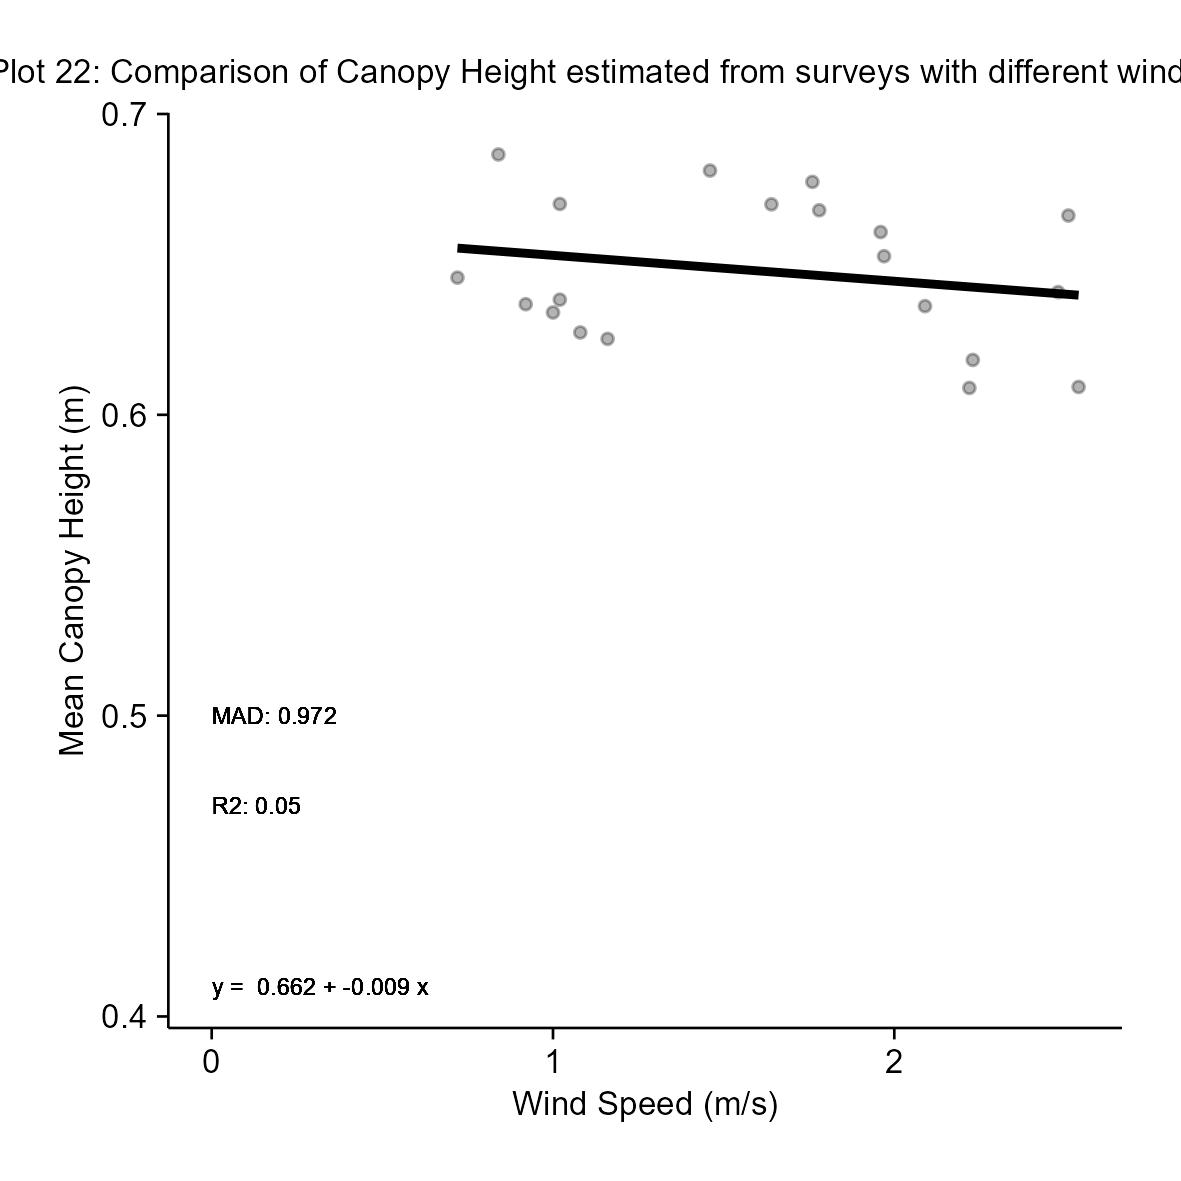 Plot 22: Comparison of Canopy Height estimated from surveys with different wind
0.7
0.6
0.5
0.4
Mean Canopy Height (m)
MAD: 0.972
R2: 0.05
y = 0.662 + -0.009 x
0 1 2
Wind Speed (m/s)